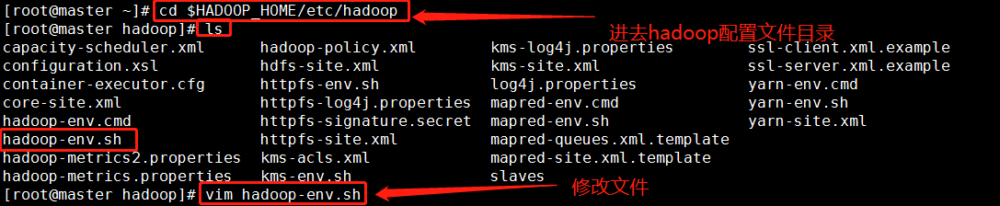 [root@master ~]# cd $HADOOP_HOME/etc/hadoop
[root@master hadoop]# ls
进去hadoop配置文件目录
capacity-scheduler.xml hadoop-policy.xml kms-log4j.properties ssl-client.xml.example
configuration.xsl hdfs-site.xml kms-site.xml ssl-server.xml.example
container-executor.cfg httpfs-env.sh log4j.properties yarn-env.cmd
core-site.xml httpfs-log4j.properties mapred-env.cmd yarn-env.sh
hadoop-env.cmd httpfs-signature.secret mapred-env.sh yarn-site.xml
hadoop-env.sh httpfs-site.xml mapred-queues.xml.template
hadoop-metrics2.properties kms-acls.xml mapred-site.xml.template
hadoop-metrics.properties kms-env.sh slaves
[root@master hadoop]# vim hadoop-env.sh
修改文件